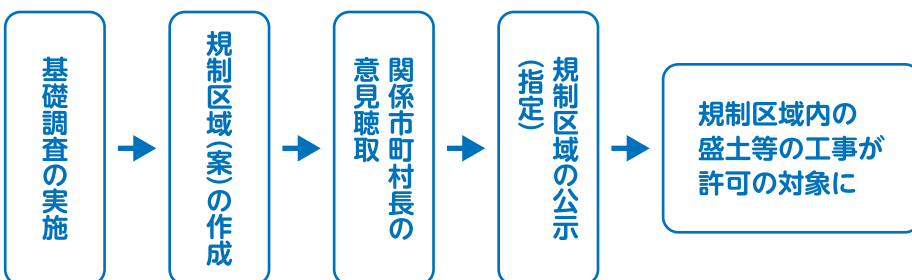 基礎調査の実施
規制区域(案)の作成
関係市町村長の
意見聴取
規制区域の公示
(指定)
規制区域内の
盛土等の工事が
許可の対象に